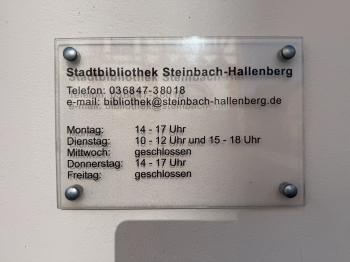 Stadtbibliothek Steinbach-Hallenberg
Telefon: 036847-38018
e-mail: bibliothek@steinbach-hallenberg.de
Montag: 14 - 17 Uhr
Dienstag: 10 - 12 Uhr und 15 - 18 Uhr
Mittwoch: geschlossen
Donnerstag: 14 - 17 Uhr
Freitag: geschlossen